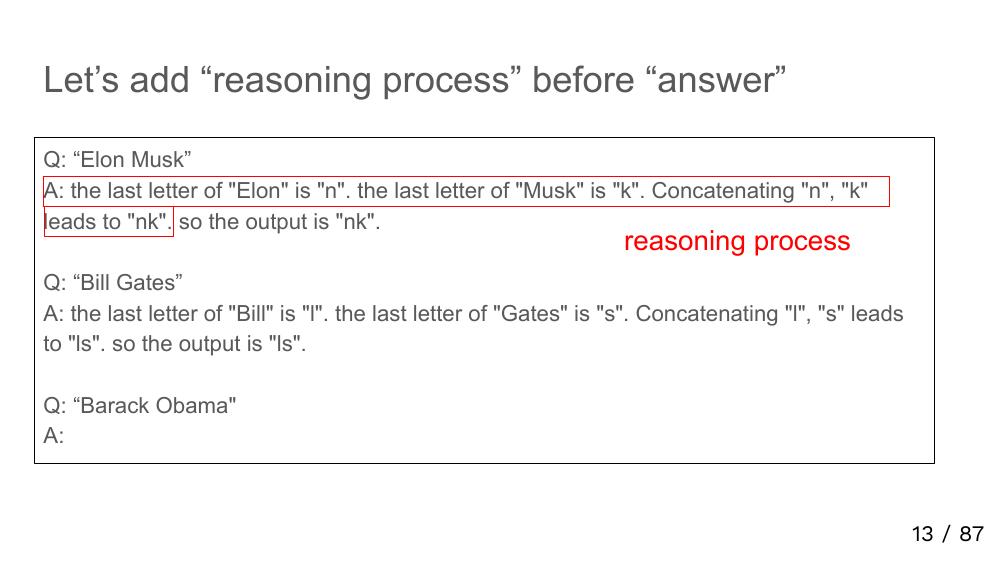 Let’s add “reasoning process” before “answer”
Q: “Elon Musk”
A: the last letter of "Elon" is "n". the last letter of "Musk" is "k". Concatenating "n", "k"
leads to "nk". so the output is "nk".
reasoning process
Q: “Bill Gates”
A: the last letter of "Bill" is "l". the last letter of "Gates" is "s". Concatenating "l", "s" leads
to "ls". so the output is "ls".
Q: “Barack Obama"
A:
13 / 87